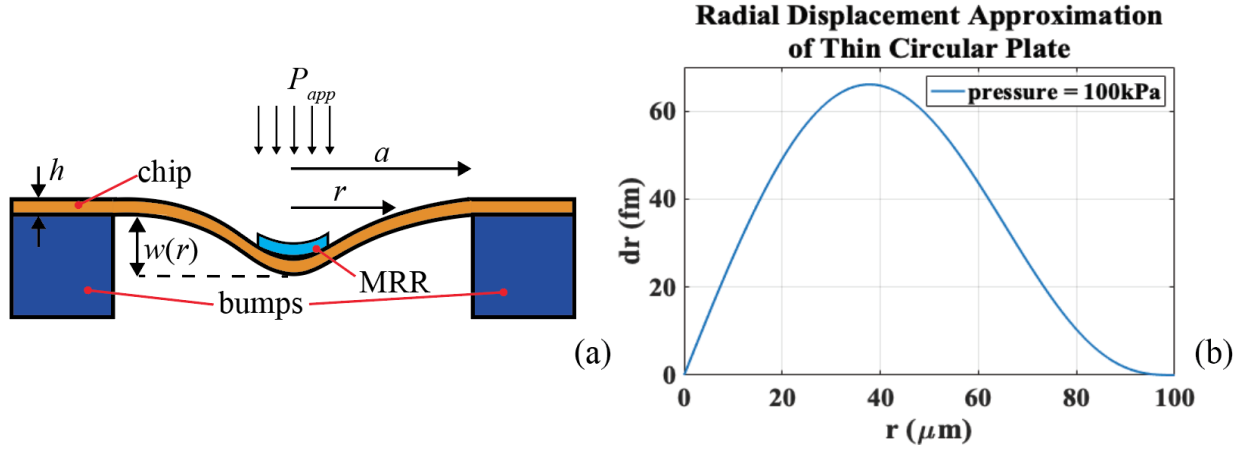 P app
a
h
chip
r
w(r)
MRR
bumps
(a)
Radial Displacement Approximation
of Thin Circular Plate
pressure = 100kPa
60
40
20
0
dr (fm)
0 20 40 60 80 100
r (μm)
(b)